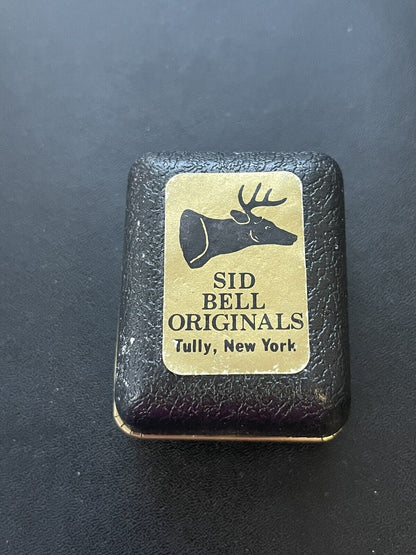 SID
BELL
ORIGINALS
Tully, New York